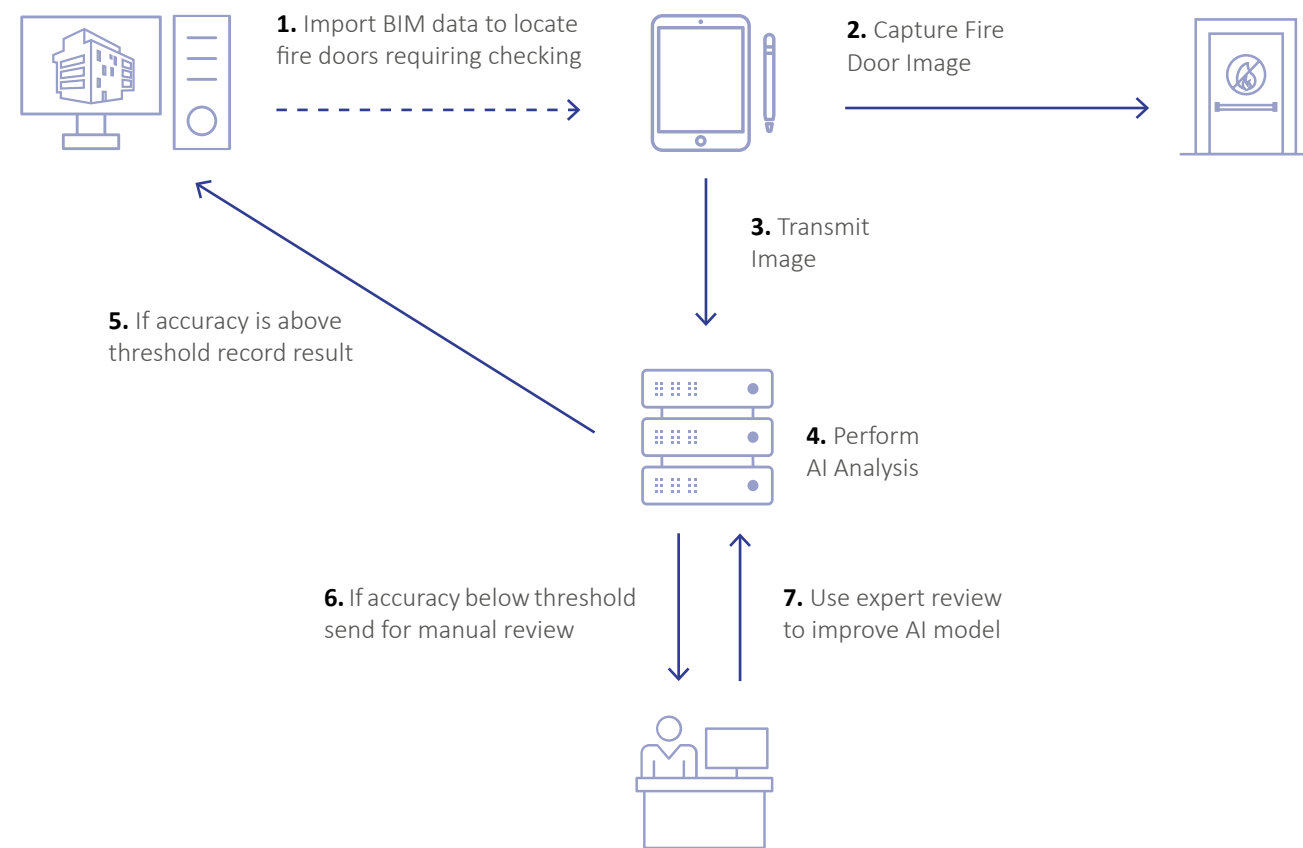 1. Import BIM data to locate
fire doors requiring checking
2. Capture Fire
Door Image
3. Transmit
Image
5. If accuracy is above
threshold record result
4. Perform
AI Analysis
6. If accuracy below threshold
send for manual review
7. Use expert review
to improve AI model